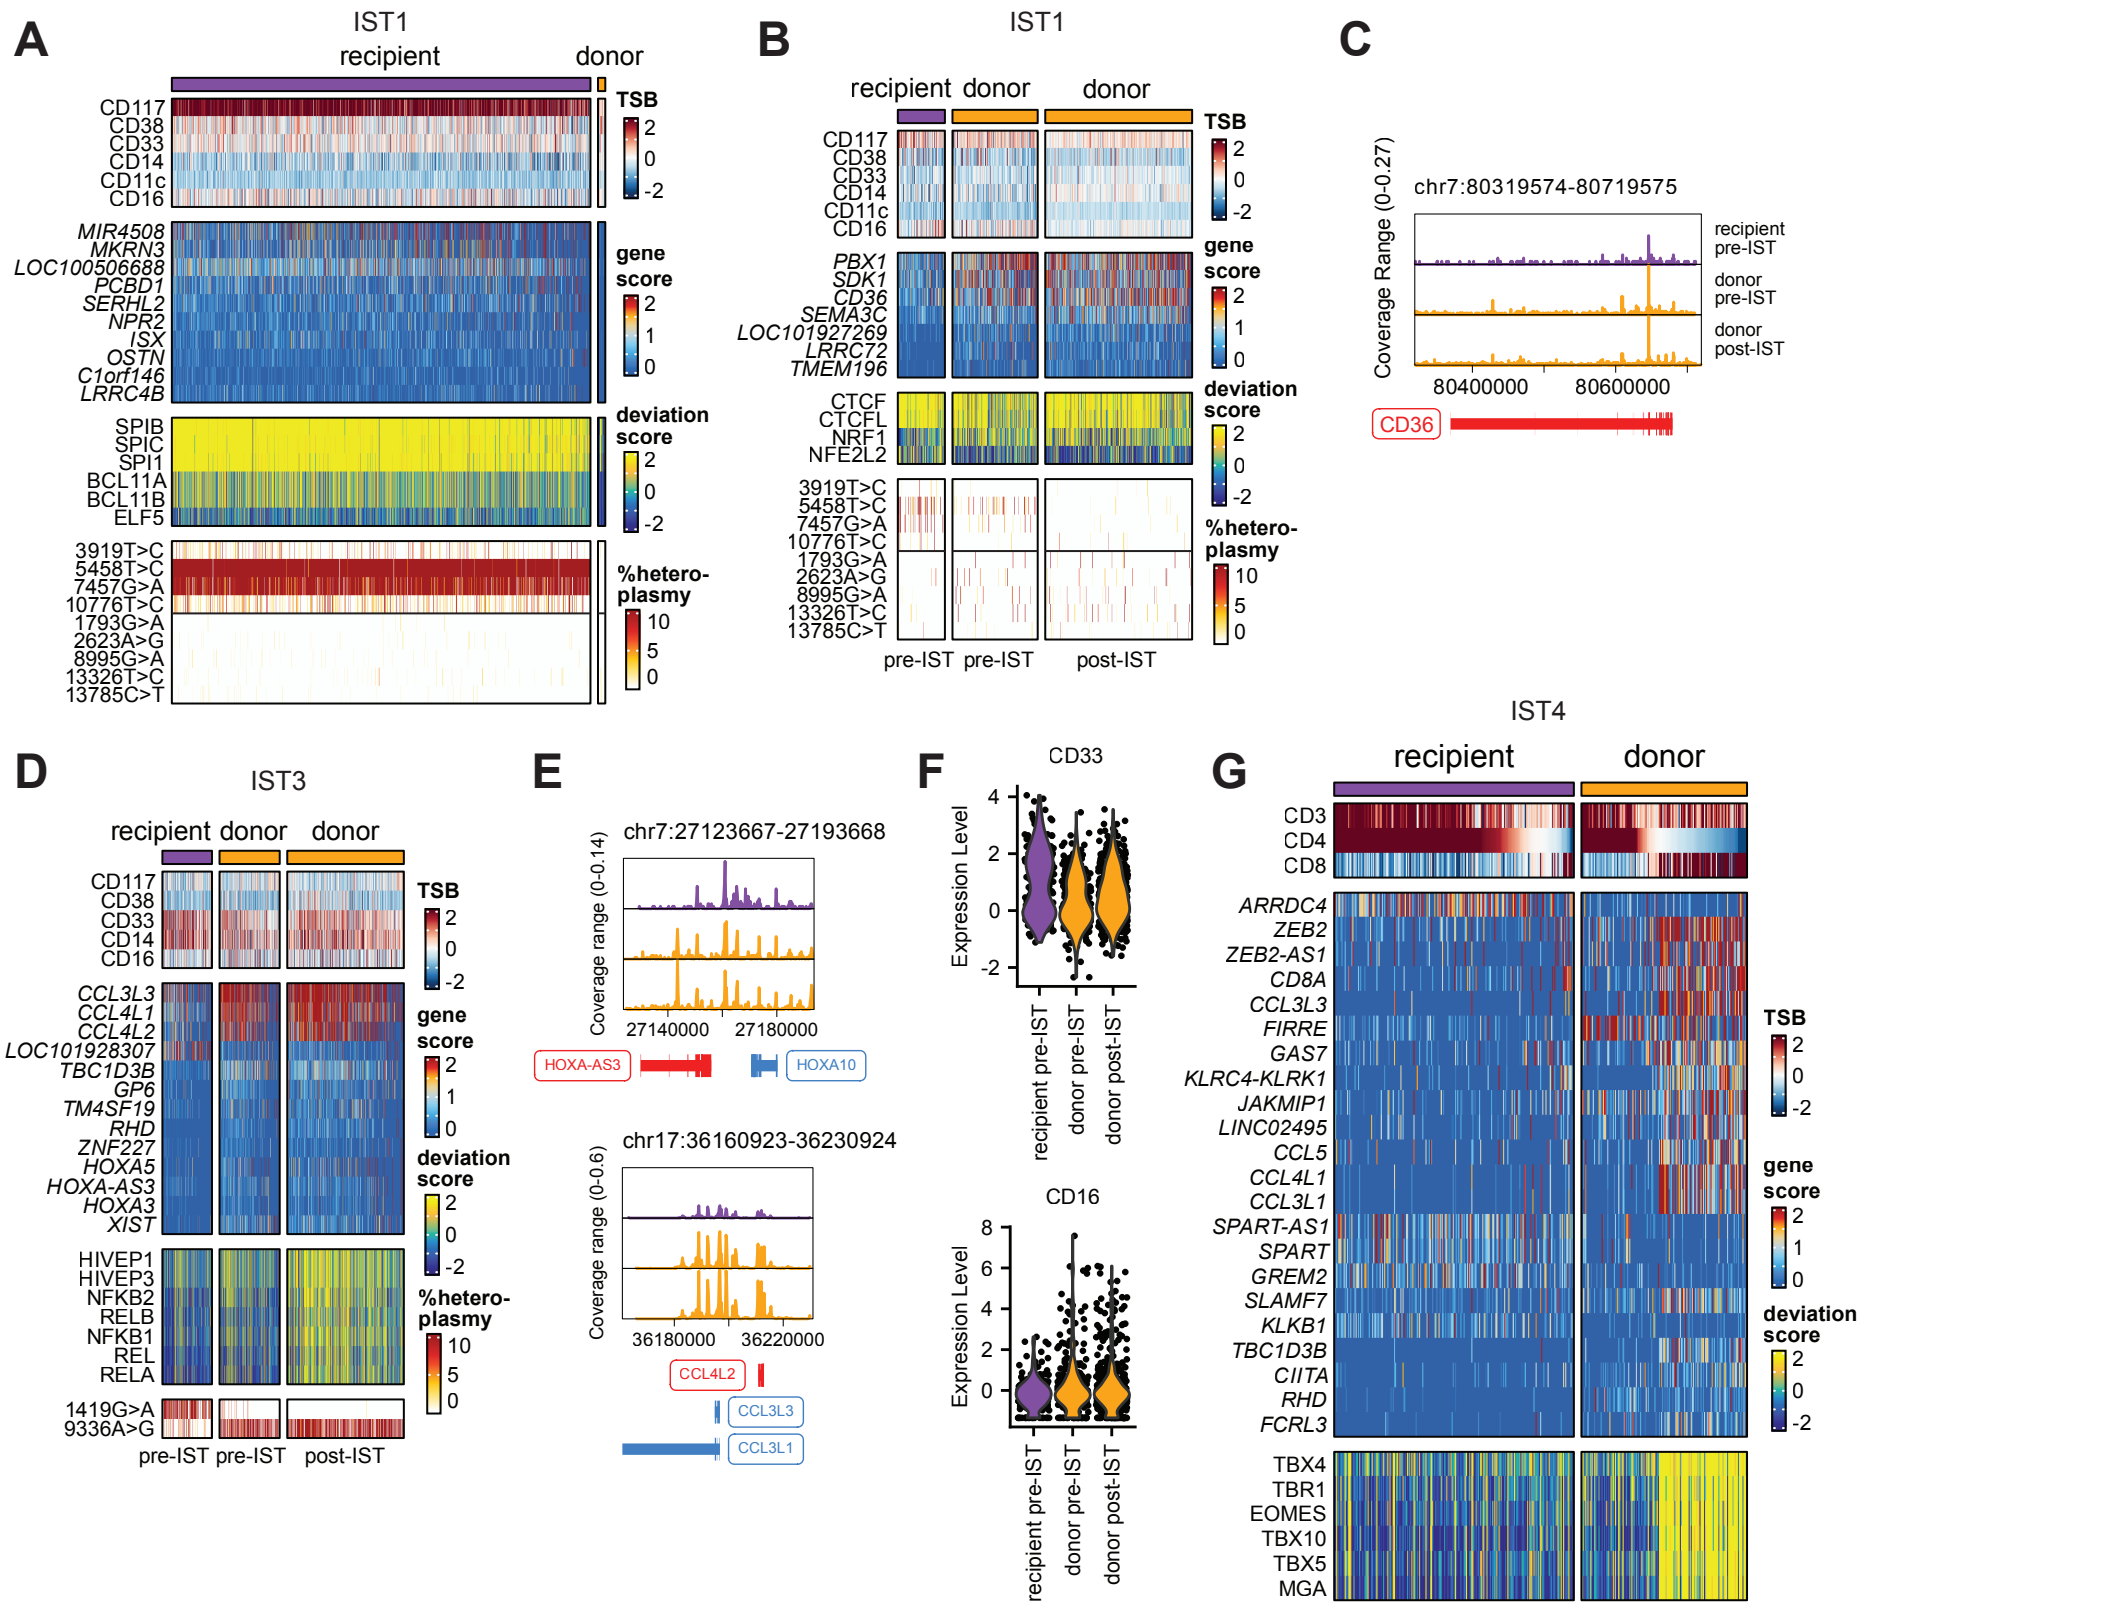 A
IST1
recipient
donor
CD117
CD38
CD33
CD14
CD11c
CD16
TSB
2
0
-2
MIR4508
MKRN3
LOC100506688
PCBD1
SERHL2
NPR2
ISX
OSTN
C1orf146
LRRC4B
gene
score
2
1
0
SPIB
SPIC
SPI1
BCL11A
BCL11B
ELF5
deviation
score
2
0
-2
3919T>C
5458T>C
7457G>A
10776T>C
1793G>A
2623A>G
8995G>A
13326T>C
13785C>T
%hetero-
plasmy
10
5
0
B
IST1
recipient
donor
donor
CD117
CD38
CD33
CD14
CD11c
CD16
TSB
2
0
-2
PBX1
SDK1
CD36
SEMA3C
LOC101927269
LRRC72
TMEM196
gene
score
2
1
0
CTCF
CTCFL
NRF1
NFE2L2
deviation
score
2
0
-2
3919T>C
5458T>C
7457G>A
10776T>C
1793G>A
2623A>G
8995G>A
13326T>C
13785C>T
%hetero-
plasmy
10
5
0
pre-IST
pre-IST
post-IST
C
Coverage Range (0-0.27)
chr7:80319574-80719575
recipient
pre-IST
donor
pre-IST
donor
post-IST
80400000
80600000
CD36
D
IST3
recipient
donor
donor
CD117
CD38
CD33
CD14
CD16
TSB
2
0
-2
CCL3L3
CCL4L1
CCL4L2
LOC101928307
TBC1D3B
GP6
TM4SF19
RHD
ZNF227
HOXA5
HOXA-AS3
HOXA3
XIST
gene
score
2
1
0
HIVEP1
HIVEP3
NFKB2
RELB
NFKB1
REL
RELA
deviation
score
2
0
-2
1419G>A
9336A>G
%hetero-
plasmy
10
5
0
pre-IST
pre-IST
post-IST
E
Coverage range (0-0.14)
chr7:27123667-27193668
27140000
27180000
HOXA-AS3
HOXA10
Coverage range (0-0.6)
chr17:36160923-36230924
36180000
36220000
CCL4L2
CCL3L3
CCL3L1
F
CD33
Expression Level
4
2
0
-2
recipient pre-IST
donor pre-IST
donor post-IST
CD16
Expression Level
8
6
4
2
0
recipient pre-IST
donor pre-IST
donor post-IST
G
IST4
recipient
donor
CD3
CD4
CD8
ARRDC4
ZEB2
ZEB2-AS1
CD8A
CCL3L3
FIRRE
GAS7
KLRC4-KLRK1
JAKMIP1
LINC02495
CCL5
CCL4L1
CCL3L1
SPART-AS1
SPART
GREM2
SLAMF7
KLKB1
TBC1D3B
CIITA
RHD
FCRL3
TBX4
TBR1
EOMES
TBX10
TBX5
MGA
TSB
2
0
-2
gene
score
2
1
0
deviation
score
2
0
-2